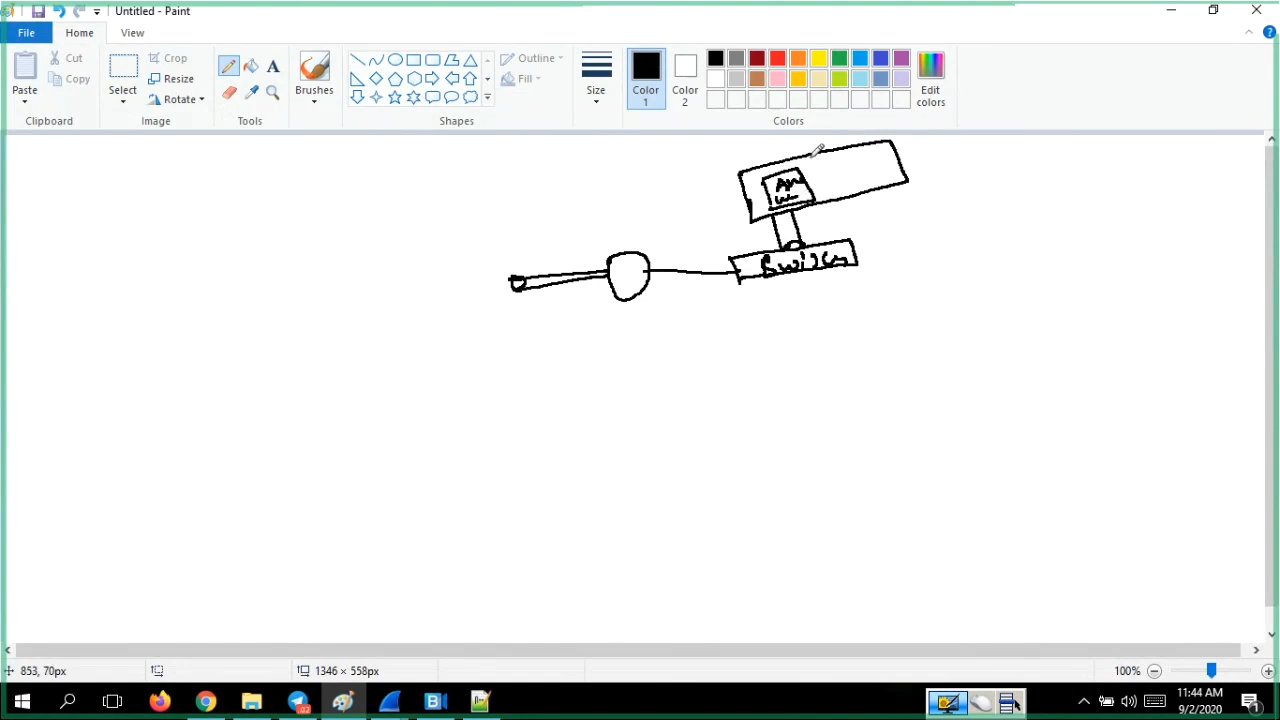 Untitled - Paint
File Home View
Paste
Cut
Copy
Clipboard
Select
Crop
Resize
Rotate
Image
Tools
Brushes
Outline
Fill
Shapes
Size
Color 1
Color 2
Edit colors
Colors
Switch
853, 70px
1346 × 558px
100%
11:44 AM
9/2/2020